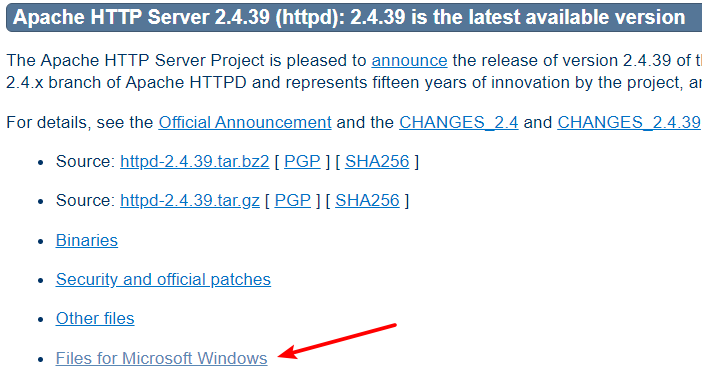 Apache HTTP Server 2.4.39 (httpd): 2.4.39 is the latest available version
The Apache HTTP Server Project is pleased to announce the release of version 2.4.39 of
2.4.x branch of Apache HTTPD and represents fifteen years of innovation by the project,
For details, see the Official Announcement and the CHANGES_2.4 and CHANGES_2.4.39
• Source: httpd-2.4.39.tar.bz2 [ PGP ] [ SHA256 ]
• Source: httpd-2.4.39.tar.gz [ PGP ] [ SHA256 ]
• Binaries
• Security and official patches
• Other files
• Files for Microsoft Windows